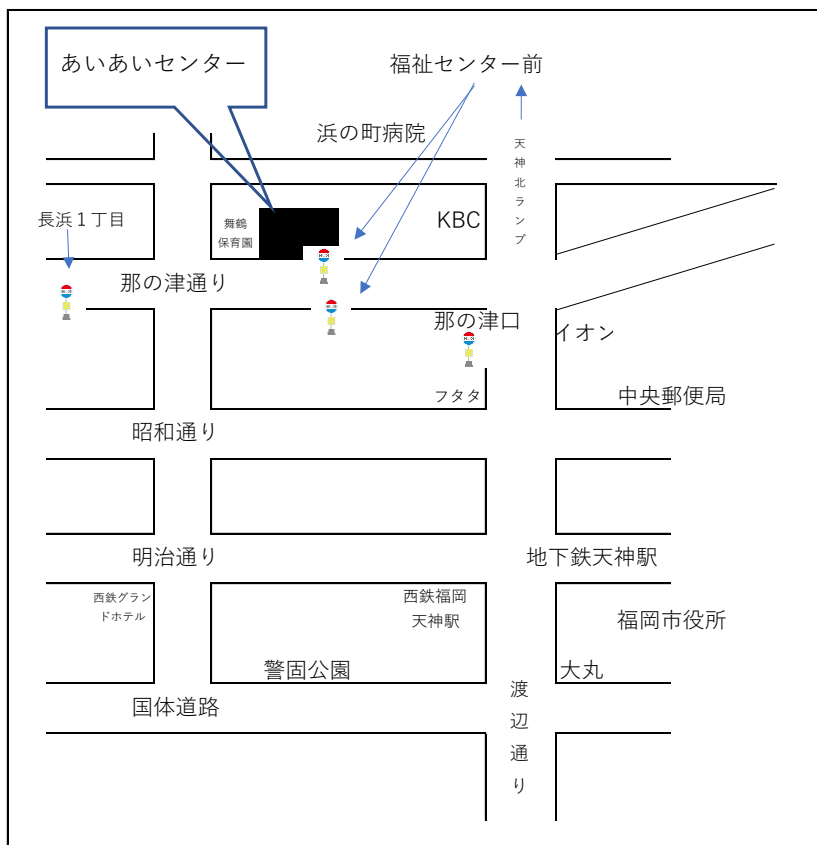 あいあいセンター
福祉センター前
浜の町病院
天神北ランプ
長浜１丁目
舞鶴
保育園
KBC
那の津通り
那の津口
イオン
フタタ
中央郵便局
昭和通り
明治通り
地下鉄天神駅
西鉄グラン
ドホテル
西鉄福岡
天神駅
福岡市役所
警固公園
大丸
国体道路
渡辺通り